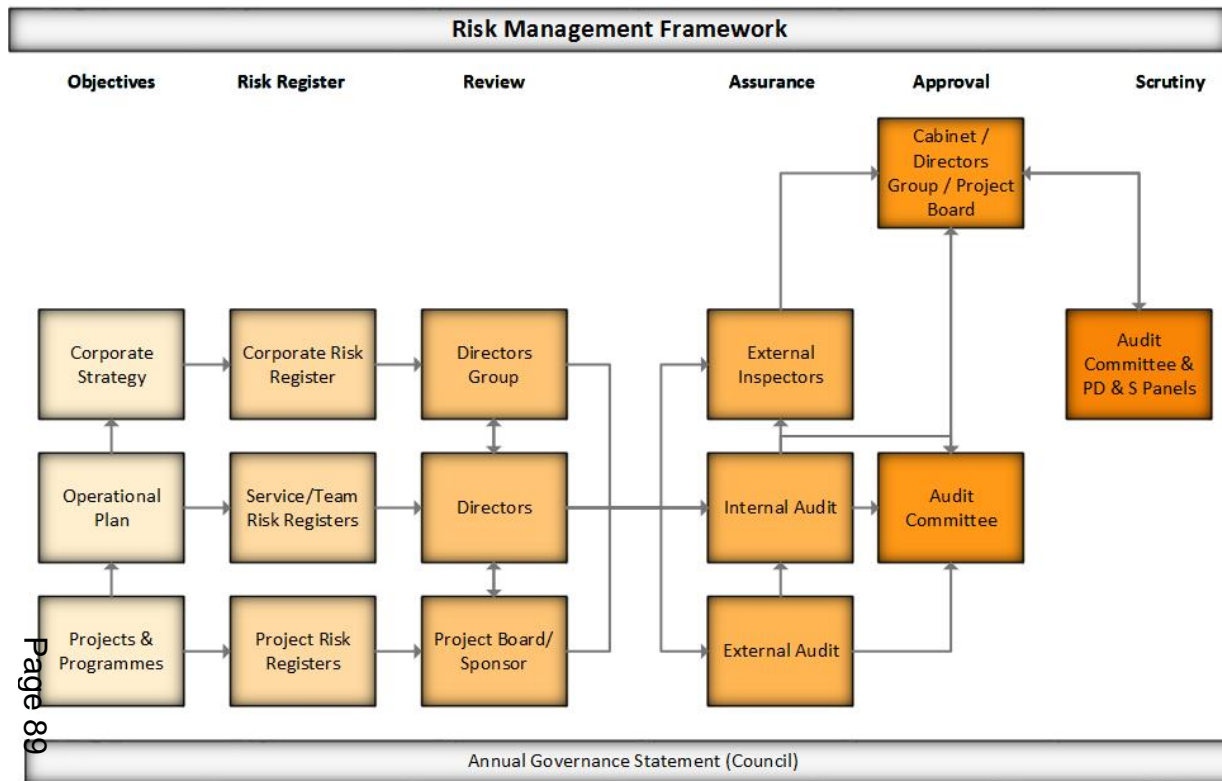 Risk Management Framework
Objectives
Risk Register
Review
Assurance
Approval
Scrutiny
Cabinet /
Directors
Group / Project
Board
Corporate
Strategy
Corporate Risk
Register
Directors
Group
External
Inspectors
Audit
Committee &
PD & S Panels
Operational
Plan
Service/Team
Risk Registers
Directors
Internal Audit
Audit
Committee
Projects &
Programmes
Project Risk
Registers
Project Board/
Sponsor
External Audit
Page 89
Annual Governance Statement (Council)